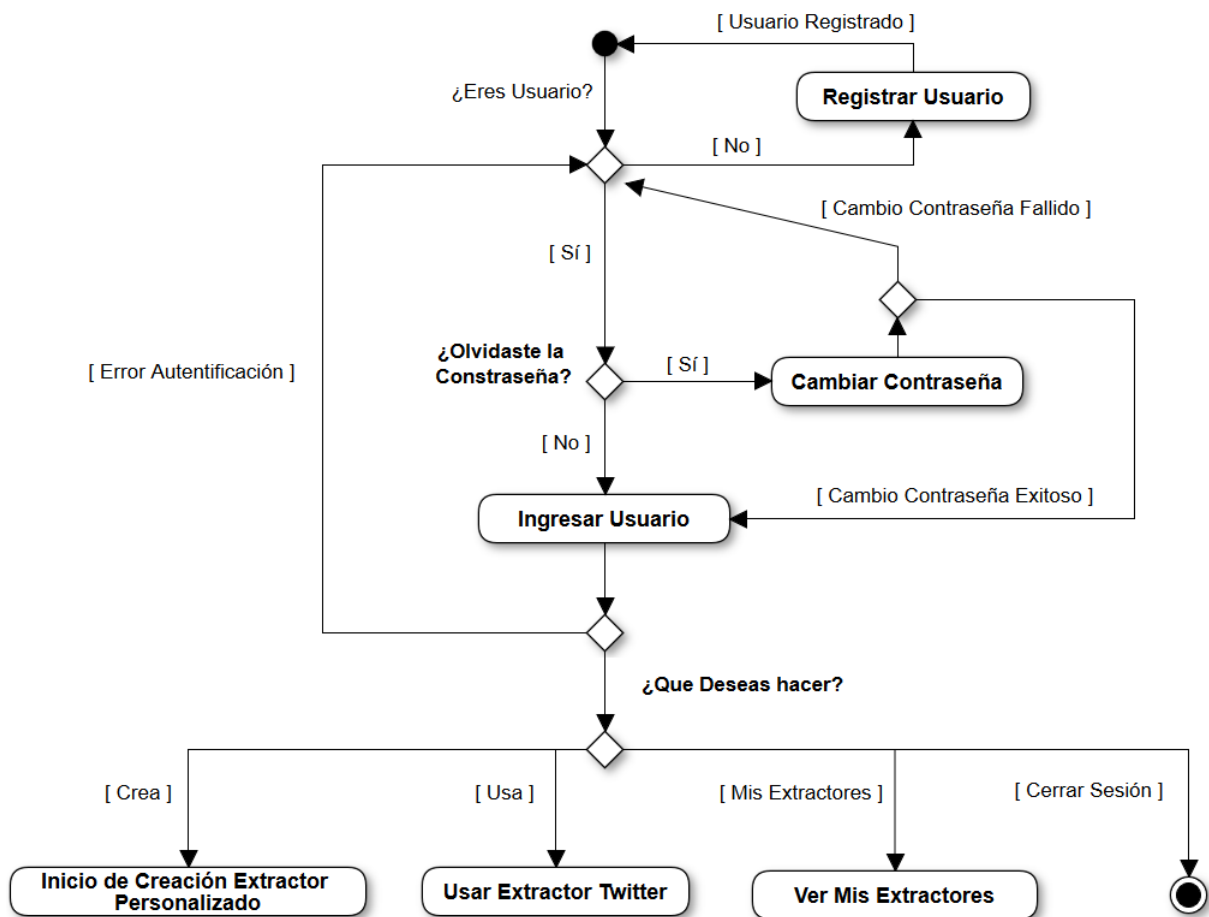 [ Usuario Registrado ]
¿Eres Usuario?
Registrar Usuario
[ No ]
[ Cambio Contraseña Fallido ]
[ Sí ]
¿Olvidaste la
Constraseña?
[ Sí ]
[ Error Autentificación ]
Cambiar Contraseña
[ No ]
[ Cambio Contraseña Exitoso ]
Ingresar Usuario
¿Que Deseas hacer?
[ Crea ]
[ Usa ]
[ Mis Extractores ]
[ Cerrar Sesión ]
Inicio de Creación Extractor
Personalizado
Usar Extractor Twitter
Ver Mis Extractores